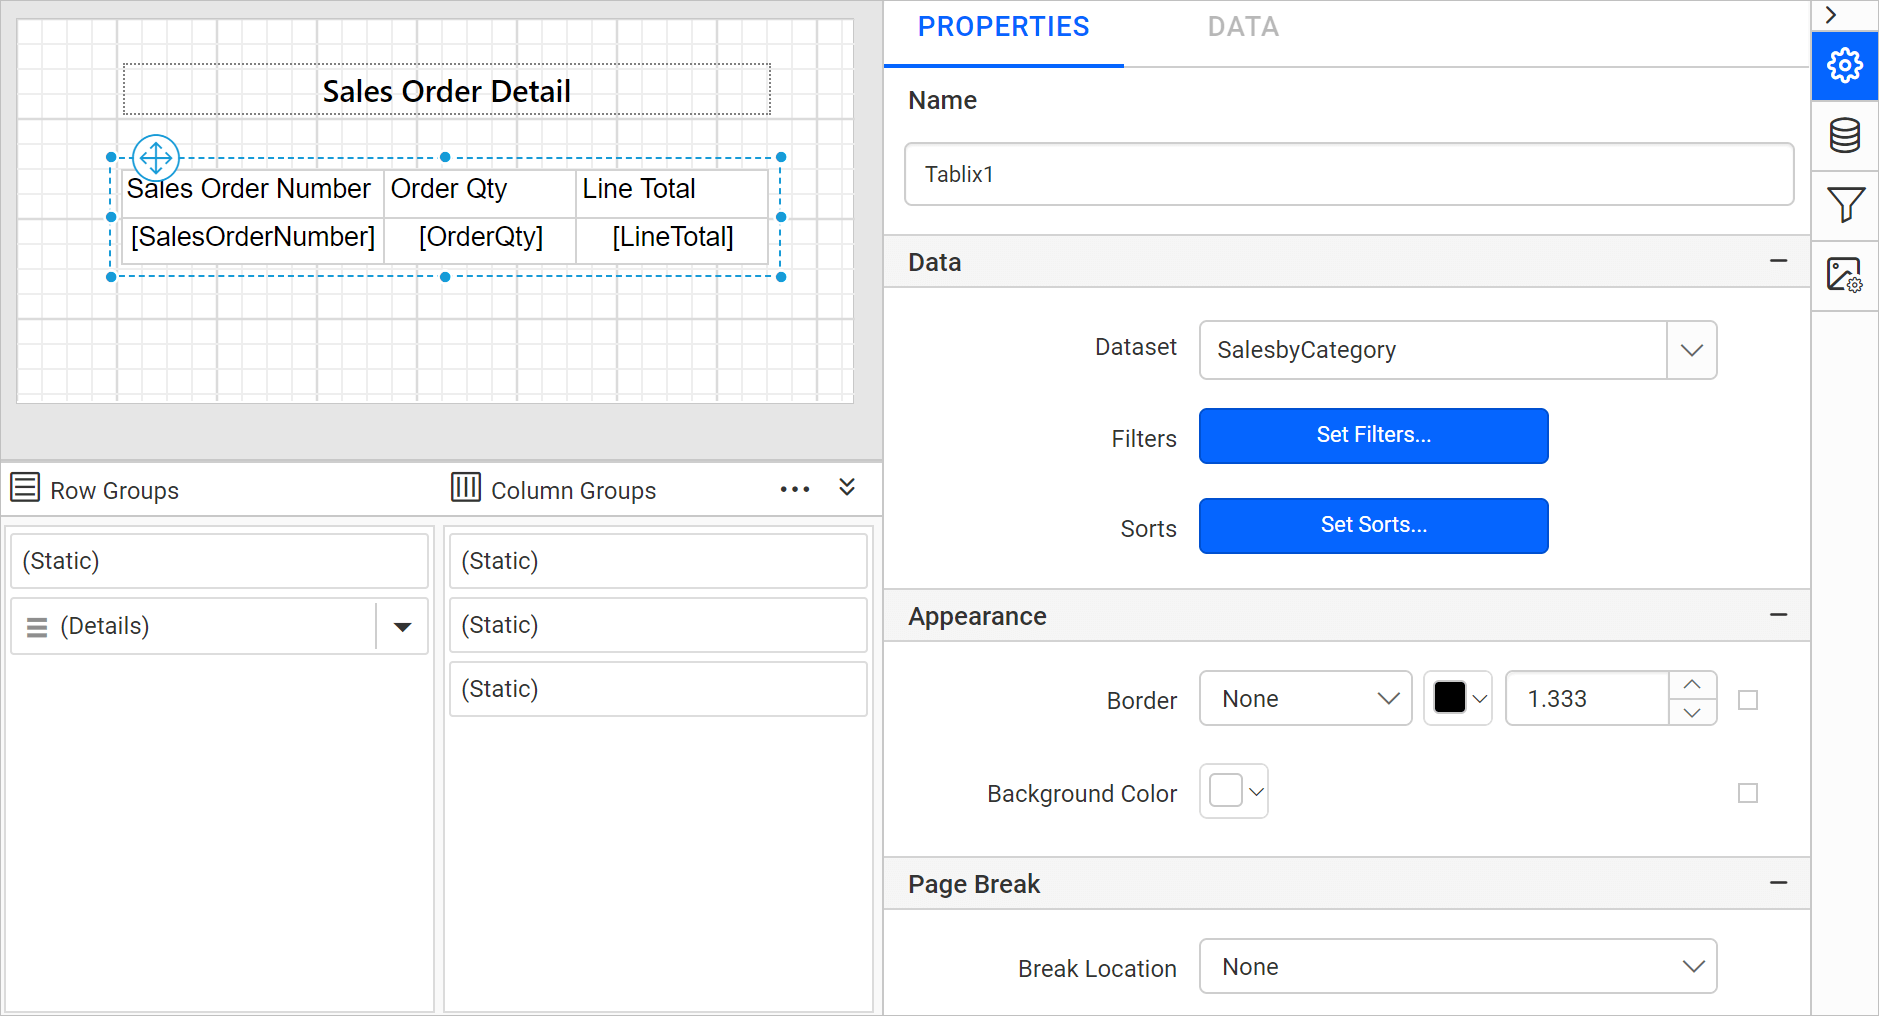 Sales Order Detail
Sales Order Number Order Qty Line Total
[SalesOrderNumber] [OrderQty] [LineTotal]
Row Groups
(Static)
(Details)
Column Groups
(Static)
(Static)
(Static)
PROPERTIES DATA
Name
Tablix1
Data
Dataset SalesbyCategory
Filters Set Filters...
Sorts Set Sorts...
Appearance
Border None 1.333
Background Color
Page Break
Break Location None